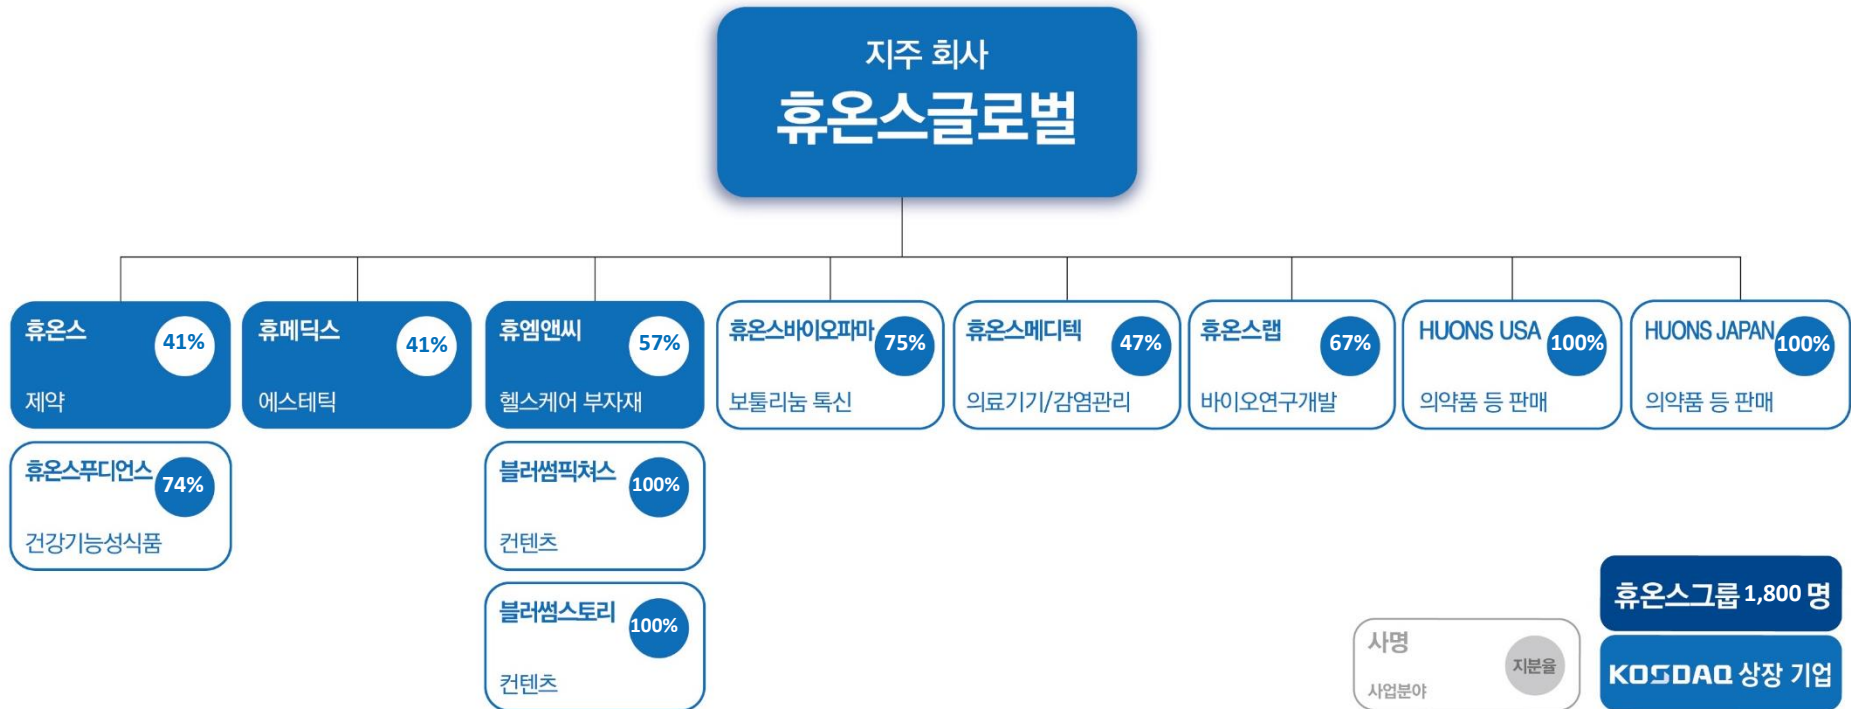 지주 회사
휴온스글로벌
휴온스
41%
제약
휴메딕스
41%
에스테틱
휴엠앤씨
57%
헬스케어 부자재
휴온스바이오파마
75%
보툴리눔 톡신
휴온스메디텍
47%
의료기기/감염관리
휴온스랩
67%
바이오연구개발
HUONS USA
100%
의약품 등 판매
HUONS JAPAN
100%
의약품 등 판매
휴온스푸디언스
74%
건강기능성식품
블러썸픽쳐스
100%
컨텐츠
블러썸스토리
100%
컨텐츠
사명
지분율
사업분야
휴온스그룹 1,800 명
KOSDAQ 상장 기업